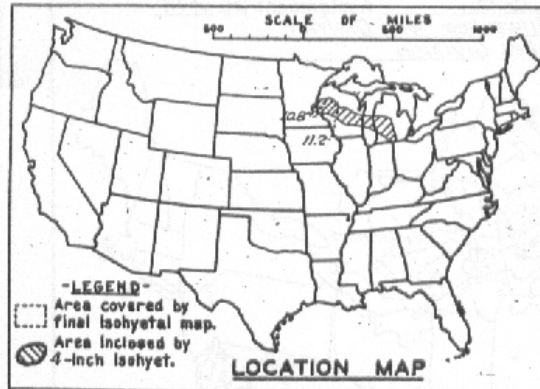 SCALE OF MILES
500 0 500 1000
10.8
11.2
-LEGEND-
Area covered by
final isohyetal map.
Area inclosed by
4-inch isohyet.
LOCATION MAP